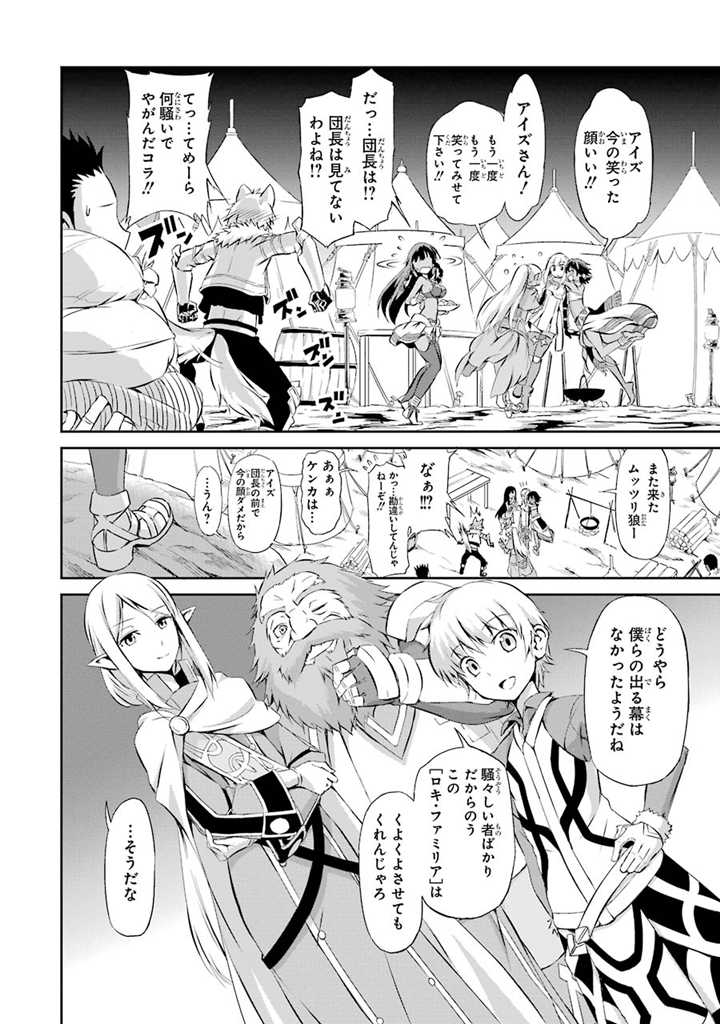 アイズ
今の笑った
顔いい!!
アイズさん!
もう一度
もう一度
笑ってみせて
下さい!!
だっ…団長は!?
団長は見てない
わよね!?
てっ…てめーら
何騒いで
やがんだコラ!!
ズン
ズン
ズン
また来た
ムッツリ狼ー
なぁ!!?
かっ…勘違いしてんじゃ
ねーぞ!!
あぁぁ
ケンカは…
アイズ
団長の前で
今の顔ダメだから
…うん?
どうやら
僕らの出る幕は
なかったようだね
騒々しい者ばかり
だからのう
この
[ロキ・ファミリア]は
くよくよさせても
くれんじゃろ
…そうだな